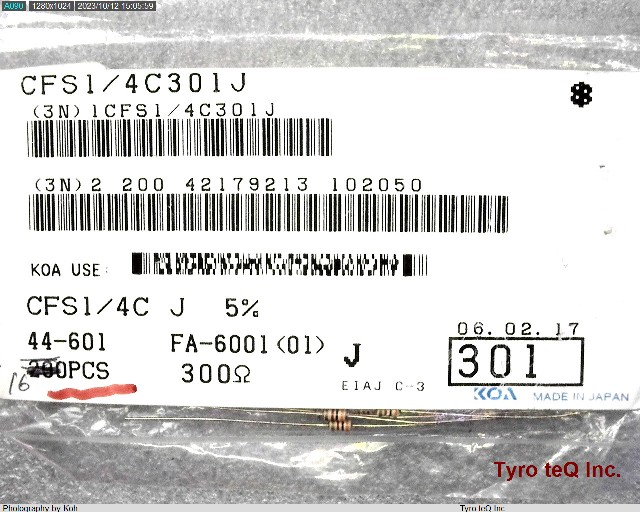 A090 1280x1024 2023/10/12 15:05:59
CFS1/4C301J
(3N)1CFS1/4C301J
(3N)2 200 42179213 102050
KOA USE:
CFS1/4C J 5%
44-601 FA-6001(01) J 06.02.17
200PCS 300Ω EIAJ C-3 301
16
KOA MADE IN JAPAN
Tyro teQ Inc.
Photography by Koh Tyro teQ Inc